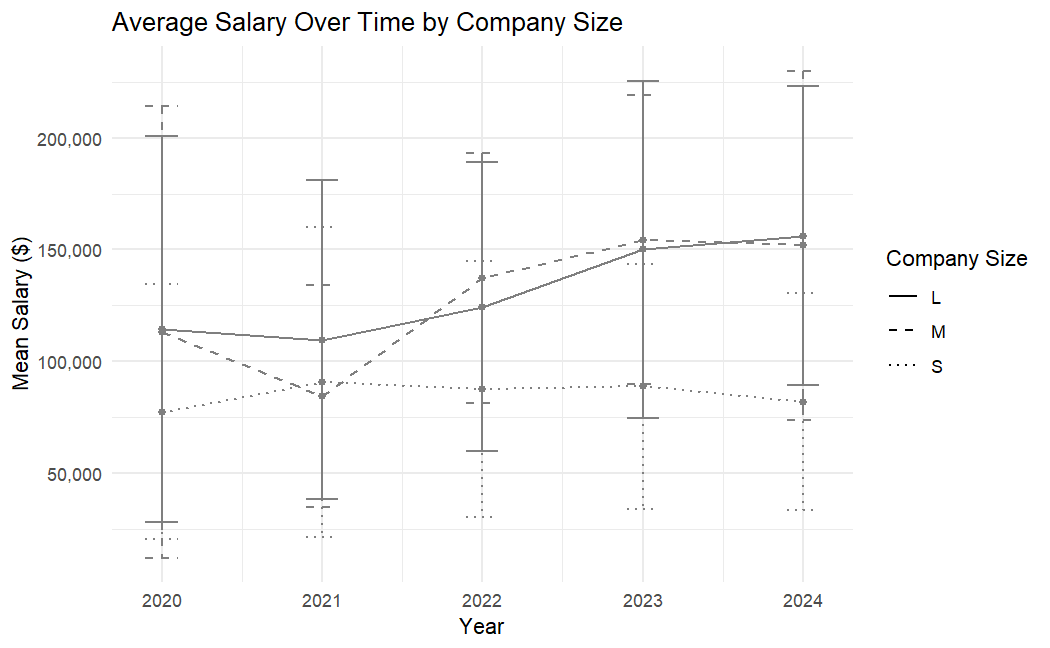 Average Salary Over Time by Company Size
Mean Salary ($)
200,000
150,000
100,000
50,000
2020 2021 2022 2023 2024
Year
Company Size
L
M
S